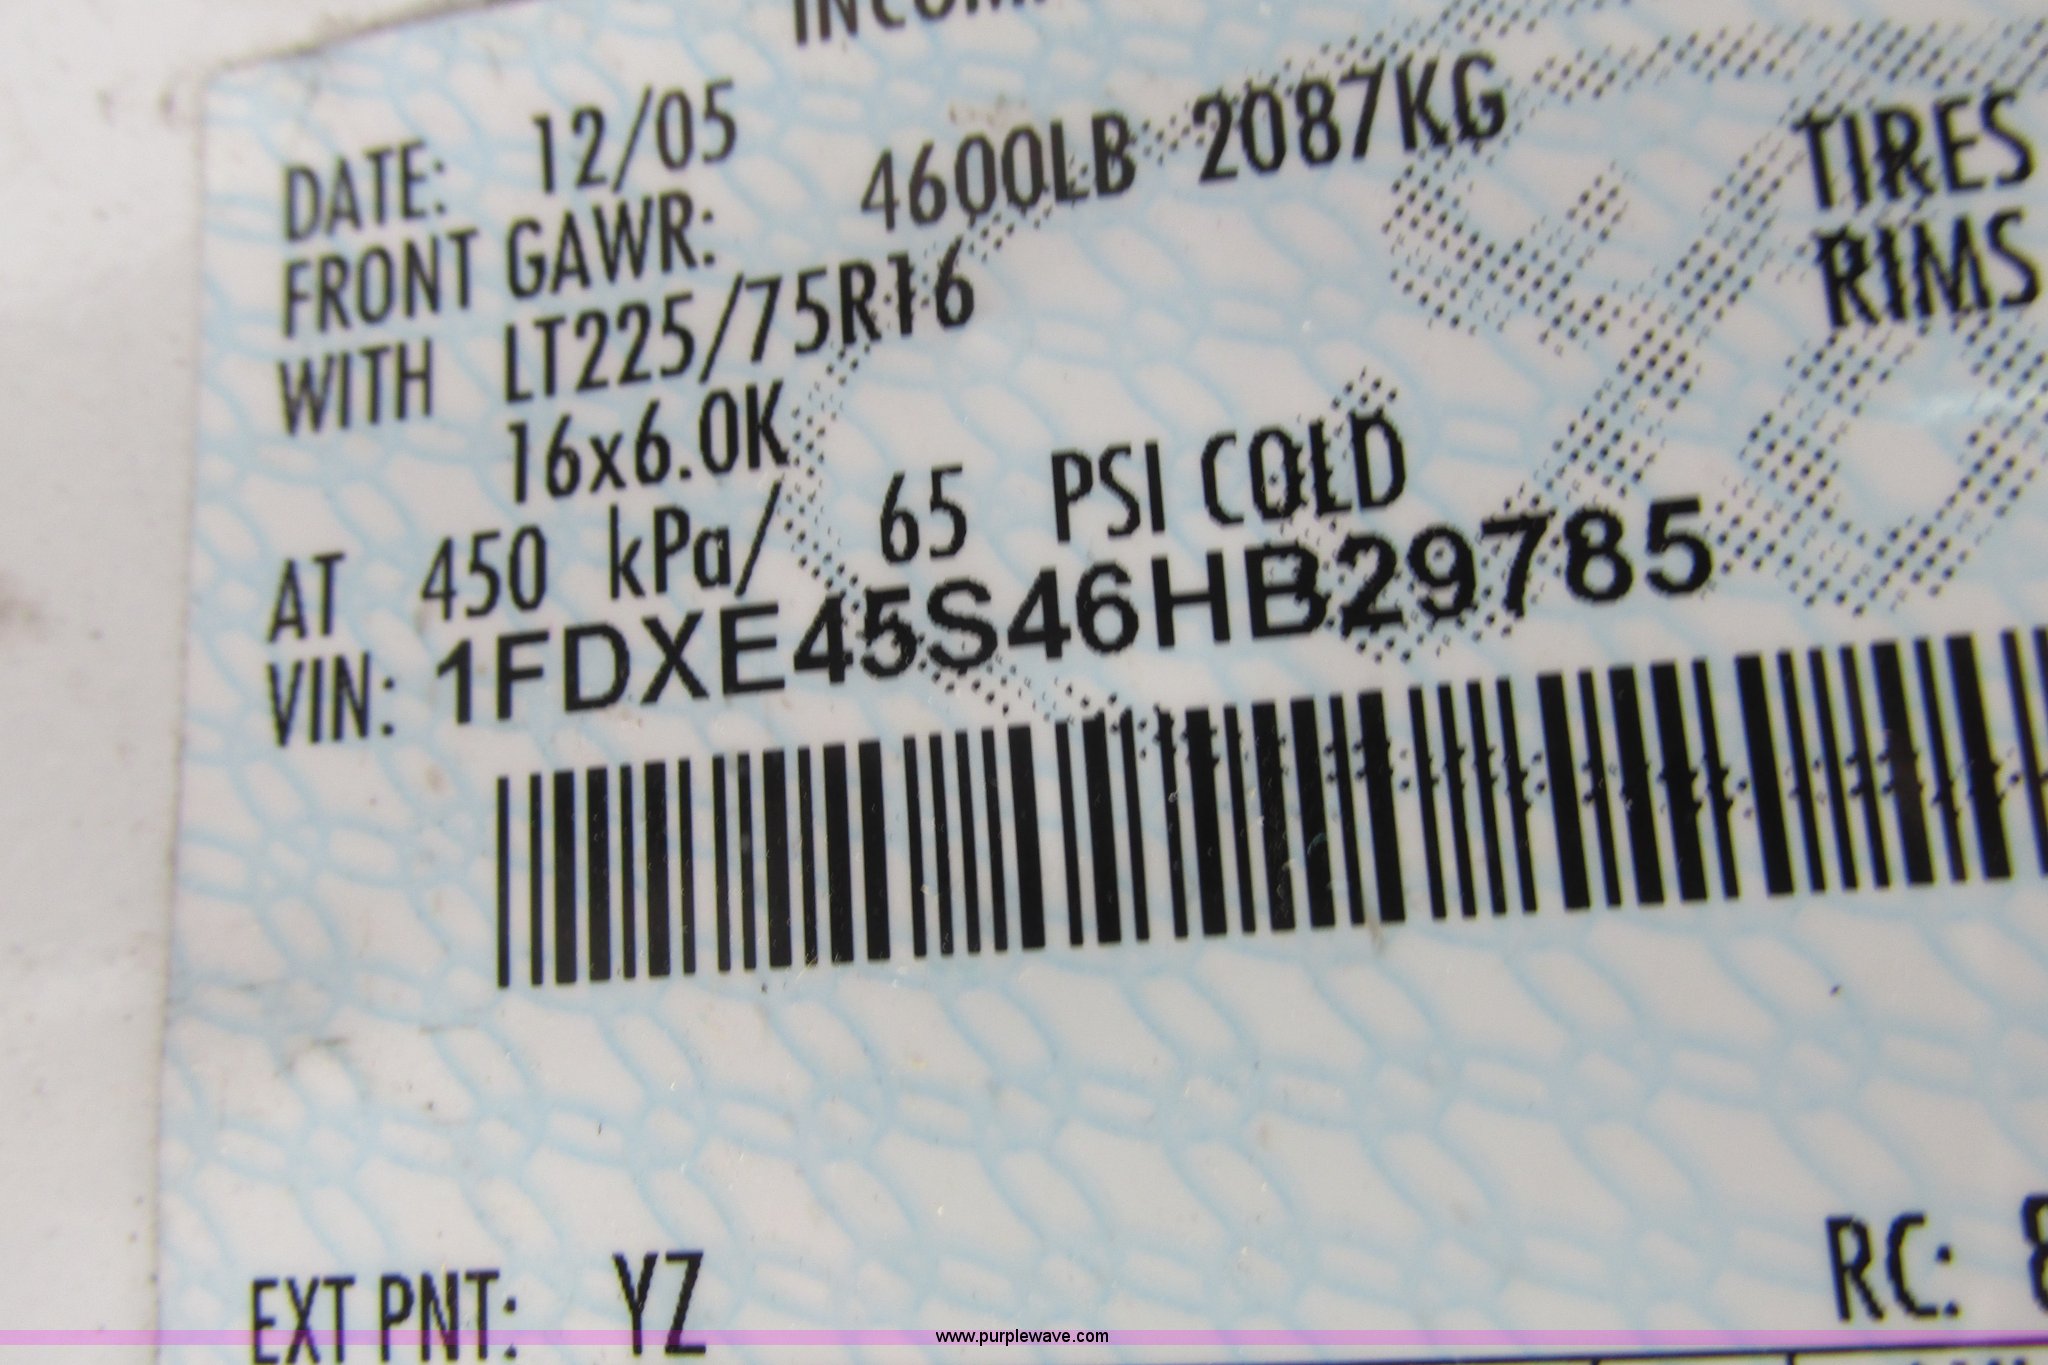 DATE: 12/05
FRONT GAWR: 4600LB 2087KG
WITH LT225/75R16 TIRES
16x6.0K RIMS
AT 450 kPa/ 65 PSI COLD
VIN: 1FDXE45S46HB29785
EXT PNT: YZ RC:
www.purplewave.com